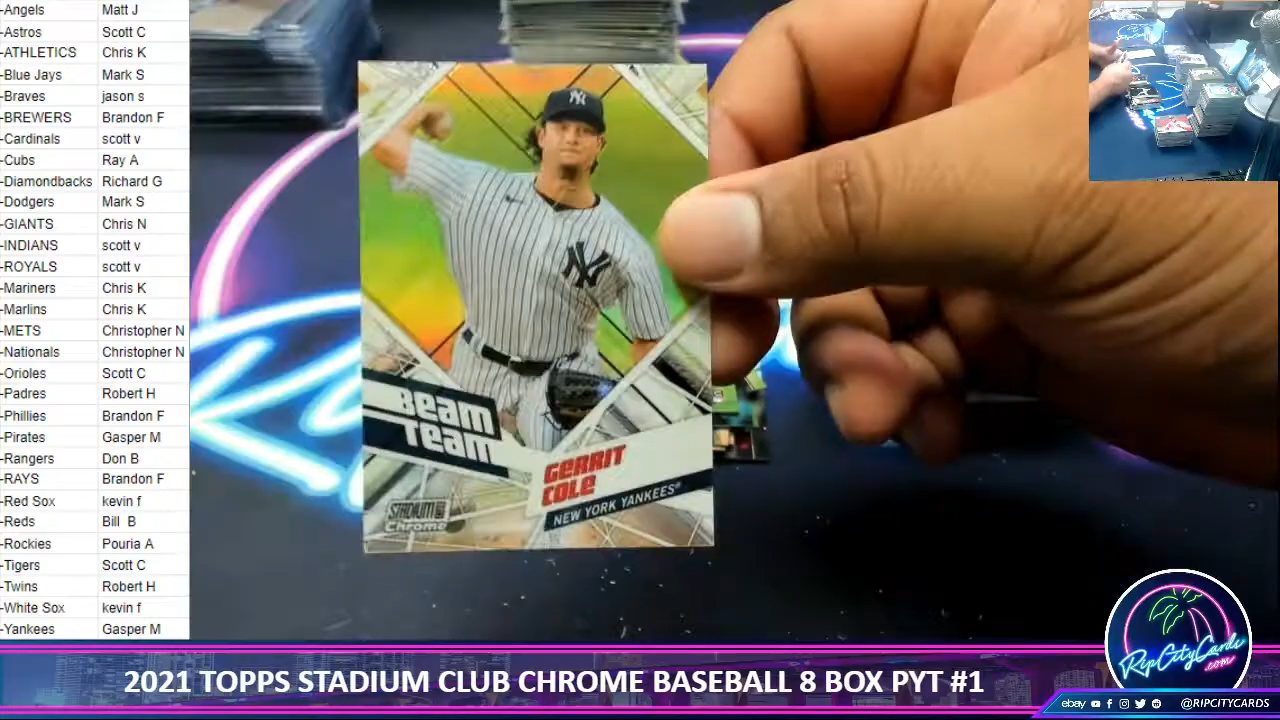 -Angels Matt J
-Astros Scott C
-ATHLETICS Chris K
-Blue Jays Mark S
-Braves jason s
-BREWERS Brandon F
-Cardinals scott v
-Cubs Ray A
-Diamondbacks Richard G
-Dodgers Mark S
-GIANTS Chris N
-INDIANS scott v
-ROYALS scott v
-Mariners Chris K
-Marlins Chris K
-METS Christopher N
-Nationals Christopher N
-Orioles Scott C
-Padres Robert H
-Phillies Brandon F
-Pirates Gasper M
-Rangers Don B
-RAYS Brandon F
-Red Sox kevin f
-Reds Bill B
-Rockies Pouria A
-Tigers Scott C
-Twins Robert H
-White Sox kevin f
-Yankees Gasper M
NY
NY
BEAM
TEAM
GERRIT
COLE
NEW YORK YANKEES®
STADIUM CLUB
Chrome
RipCityCards
.com
2021 TOPPS STADIUM CLUB CHROME BASEBALL 8 BOX PYT #1
ebay @RIPCITYCARDS